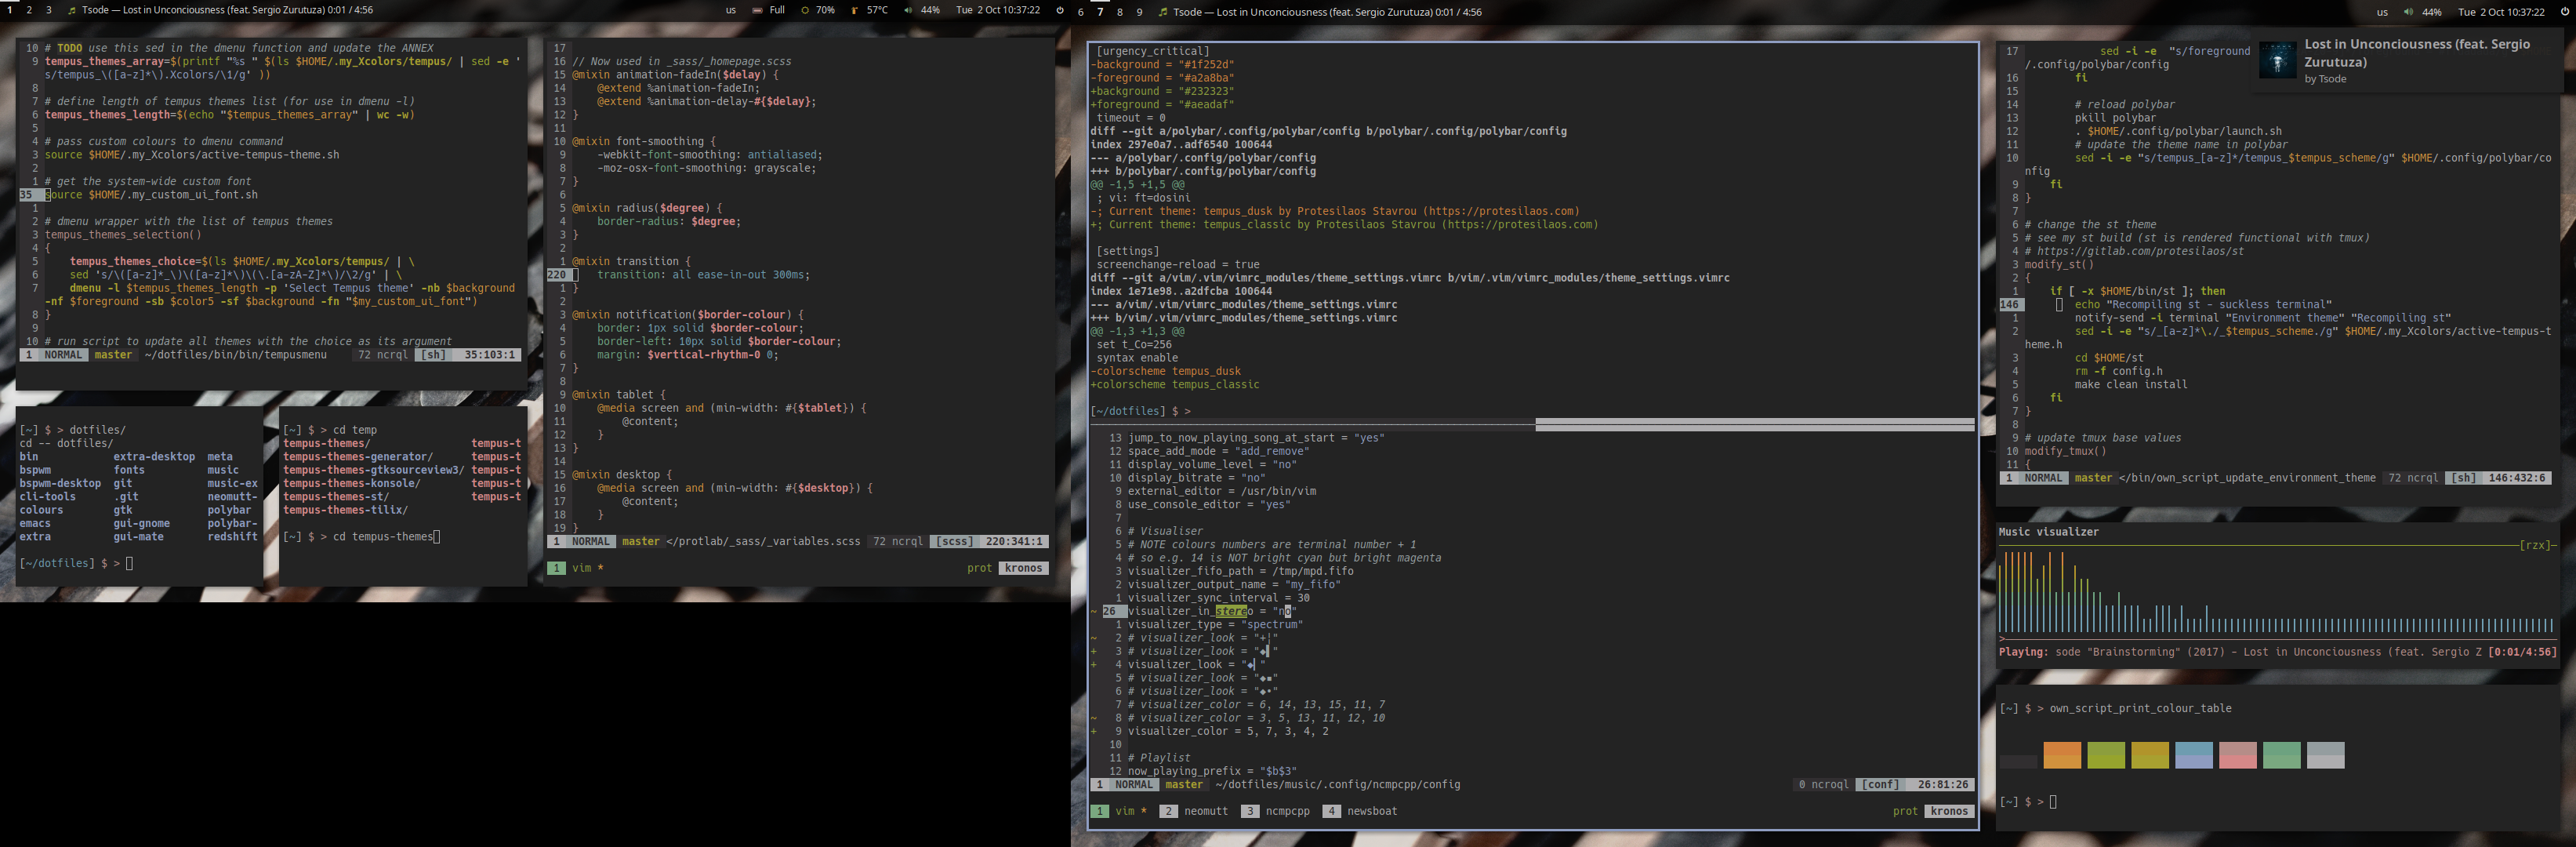 1 2 3 Tsode — Lost in Unconciousness (feat. Sergio Zurutuza) 0:01 / 4:56
us Full 70% 57°C 44% Tue 2 Oct 10:37:22
10 # TODO use this sed in the dmenu function and update the ANNEX
9 tempus_themes_array=$(printf "%s " $(ls $HOME/.my_Xcolors/tempus/ | sed -e '
s/tempus_\([a-z]*\).Xcolors/\1/g' ))
8
7 # define length of tempus themes list (for use in dmenu -l)
6 tempus_themes_length=$(echo "$tempus_themes_array" | wc -w)
5
4 # pass custom colours to dmenu command
3 source $HOME/.my_Xcolors/active-tempus-theme.sh
2
1 # get the system-wide custom font
35 source $HOME/.my_custom_ui_font.sh
1
2 # dmenu wrapper with the list of tempus themes
3 tempus_themes_selection()
4 {
5 tempus_themes_choice=$(ls $HOME/.my_Xcolors/tempus/ | \
6 sed 's/\([a-z]*_\)\([a-z]*\)\(\.[a-zA-Z]*\)/\2/g' | \
7 dmenu -l $tempus_themes_length -p 'Select Tempus theme' -nb $background
-nf $foreground -sb $color5 -sf $background -fn "$my_custom_ui_font")
8 }
9
10 # run script to update all themes with the choice as its argument
1 NORMAL master ~/dotfiles/bin/bin/tempusmenu 72 ncrql [sh] 35:103:1
[~] $ > dotfiles/
cd -- dotfiles/
bin extra-desktop meta
bspwm fonts music
bspwm-desktop git music-ex
cli-tools .git neomutt-
colours gtk polybar
emacs gui-gnome polybar-
extra gui-mate redshift
[~/dotfiles] $ >
[~] $ > cd temp
tempus-themes/ tempus-t
tempus-themes-generator/ tempus-t
tempus-themes-gtksourceview3/ tempus-t
tempus-themes-konsole/ tempus-t
tempus-themes-st/ tempus-t
tempus-themes-tilix/
[~] $ > cd tempus-themes
17
16 // Now used in _sass/_homepage.scss
15 @mixin animation-fadeIn($delay) {
14 @extend %animation-fadeIn;
13 @extend %animation-delay-#{$delay};
12 }
11
10 @mixin font-smoothing {
9 -webkit-font-smoothing: antialiased;
8 -moz-osx-font-smoothing: grayscale;
7 }
6
5 @mixin radius($degree) {
4 border-radius: $degree;
3 }
2
1 @mixin transition {
220 transition: all ease-in-out 300ms;
1 }
2
3 @mixin notification($border-colour) {
4 border: 1px solid $border-colour;
5 border-left: 10px solid $border-colour;
6 margin: $vertical-rhythm-0 0;
7 }
8
9 @mixin tablet {
10 @media screen and (min-width: #{$tablet}) {
11 @content;
12 }
13 }
14
15 @mixin desktop {
16 @media screen and (min-width: #{$desktop}) {
17 @content;
18 }
19 }
1 NORMAL master </protlab/_sass/_variables.scss 72 ncrql [scss] 220:341:1
1 vim * prot kronos
6 7 8 9 Tsode — Lost in Unconciousness (feat. Sergio Zurutuza) 0:01 / 4:56
us 44% Tue 2 Oct 10:37:22
[urgency_critical]
-background = "#1f252d"
-foreground = "#a2a8ba"
+background = "#232323"
+foreground = "#aeadaf"
timeout = 0
diff --git a/polybar/.config/polybar/config b/polybar/.config/polybar/config
index 297e0a7..adf6540 100644
--- a/polybar/.config/polybar/config
+++ b/polybar/.config/polybar/config
@@ -1,5 +1,5 @@
; vi: ft=dosini
-; Current theme: tempus_dusk by Protesilaos Stavrou (https://protesilaos.com)
+; Current theme: tempus_classic by Protesilaos Stavrou (https://protesilaos.com)
[settings]
screenchange-reload = true
diff --git a/vim/.vim/vimrc_modules/theme_settings.vimrc b/vim/.vim/vimrc_modules/theme_settings.vimrc
index 1e71e98..a2dfcba 100644
--- a/vim/.vim/vimrc_modules/theme_settings.vimrc
+++ b/vim/.vim/vimrc_modules/theme_settings.vimrc
@@ -1,3 +1,3 @@
set t_Co=256
syntax enable
-colorscheme tempus_dusk
+colorscheme tempus_classic
[~/dotfiles] $ >
13 jump_to_now_playing_song_at_start = "yes"
12 space_add_mode = "add_remove"
11 display_volume_level = "no"
10 display_bitrate = "no"
9 external_editor = /usr/bin/vim
8 use_console_editor = "yes"
7
6 # Visualiser
5 # NOTE colours numbers are terminal number + 1
4 # so e.g. 14 is NOT bright cyan but bright magenta
3 visualizer_fifo_path = /tmp/mpd.fifo
2 visualizer_output_name = "my_fifo"
1 visualizer_sync_interval = 30
~ 26 visualizer_in_stereo = "no"
1 visualizer_type = "spectrum"
~ 2 # visualizer_look = "+¦"
+ 3 # visualizer_look = "◆▌"
+ 4 visualizer_look = "◆▎"
5 # visualizer_look = "◆▪"
6 # visualizer_look = "◆•"
7 # visualizer_color = 6, 14, 13, 15, 11, 7
~ 8 # visualizer_color = 3, 5, 13, 11, 12, 10
+ 9 visualizer_color = 5, 7, 3, 4, 2
10
11 # Playlist
12 now_playing_prefix = "$b$3"
1 NORMAL master ~/dotfiles/music/.config/ncmpcpp/config 0 ncroql [conf] 26:81:26
1 vim * 2 neomutt 3 ncmpcpp 4 newsboat prot kronos
17 sed -i -e "s/foreground
/.config/polybar/config
16 fi
15
14 # reload polybar
13 pkill polybar
12 . $HOME/.config/polybar/launch.sh
11 # update the theme name in polybar
10 sed -i -e "s/tempus_[a-z]*/tempus_$tempus_scheme/g" $HOME/.config/polybar/co
nfig
9 fi
8 }
7
6 # change the st theme
5 # see my st build (st is rendered functional with tmux)
4 # https://gitlab.com/protesilaos/st
3 modify_st()
2 {
1 if [ -x $HOME/bin/st ]; then
146 echo "Recompiling st - suckless terminal"
1 notify-send -i terminal "Environment theme" "Recompiling st"
2 sed -i -e "s/_[a-z]*\./_$tempus_scheme./g" $HOME/.my_Xcolors/active-tempus-t
heme.h
3 cd $HOME/st
4 rm -f config.h
5 make clean install
6 fi
7 }
8
9 # update tmux base values
10 modify_tmux()
11 {
1 NORMAL master </bin/own_script_update_environment_theme 72 ncrql [sh] 146:432:6
Lost in Unconciousness (feat. Sergio
Zurutuza)
by Tsode
Music visualizer
[rzx]
Playing: sode "Brainstorming" (2017) - Lost in Unconciousness (feat. Sergio Z [0:01/4:56]
[~] $ > own_script_print_colour_table
[~] $ >